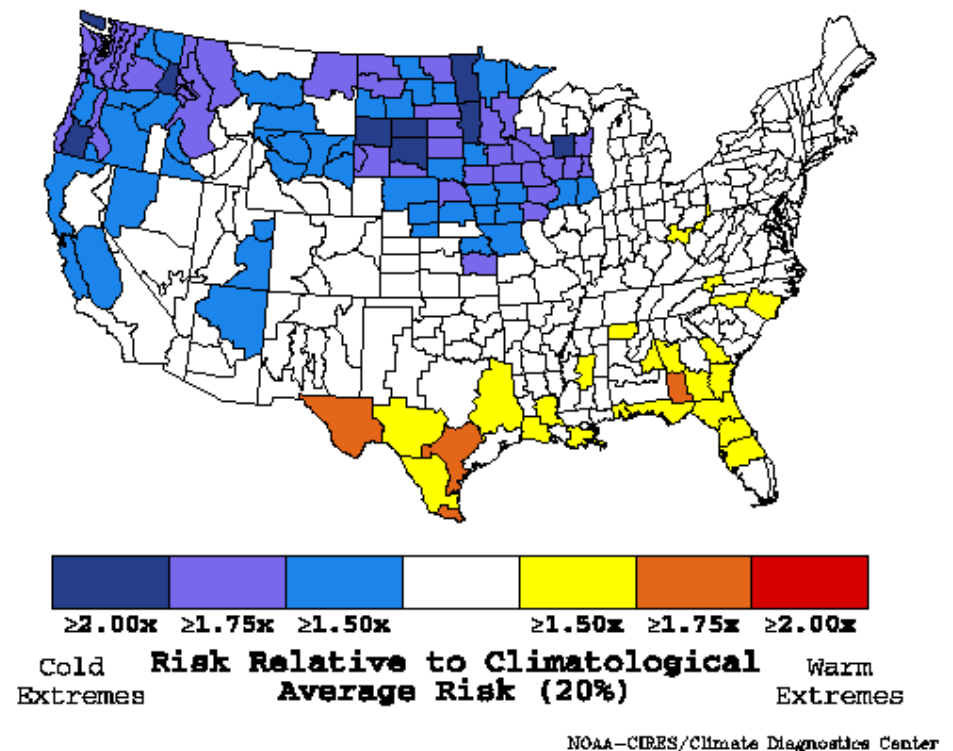 ≥2.00x ≥1.75x ≥1.50x ≥1.50x ≥1.75x ≥2.00x
Cold Extremes
Risk Relative to Climatological
Average Risk (20%)
Warm Extremes
NOAA-CIRES/Climate Diagnostics Center